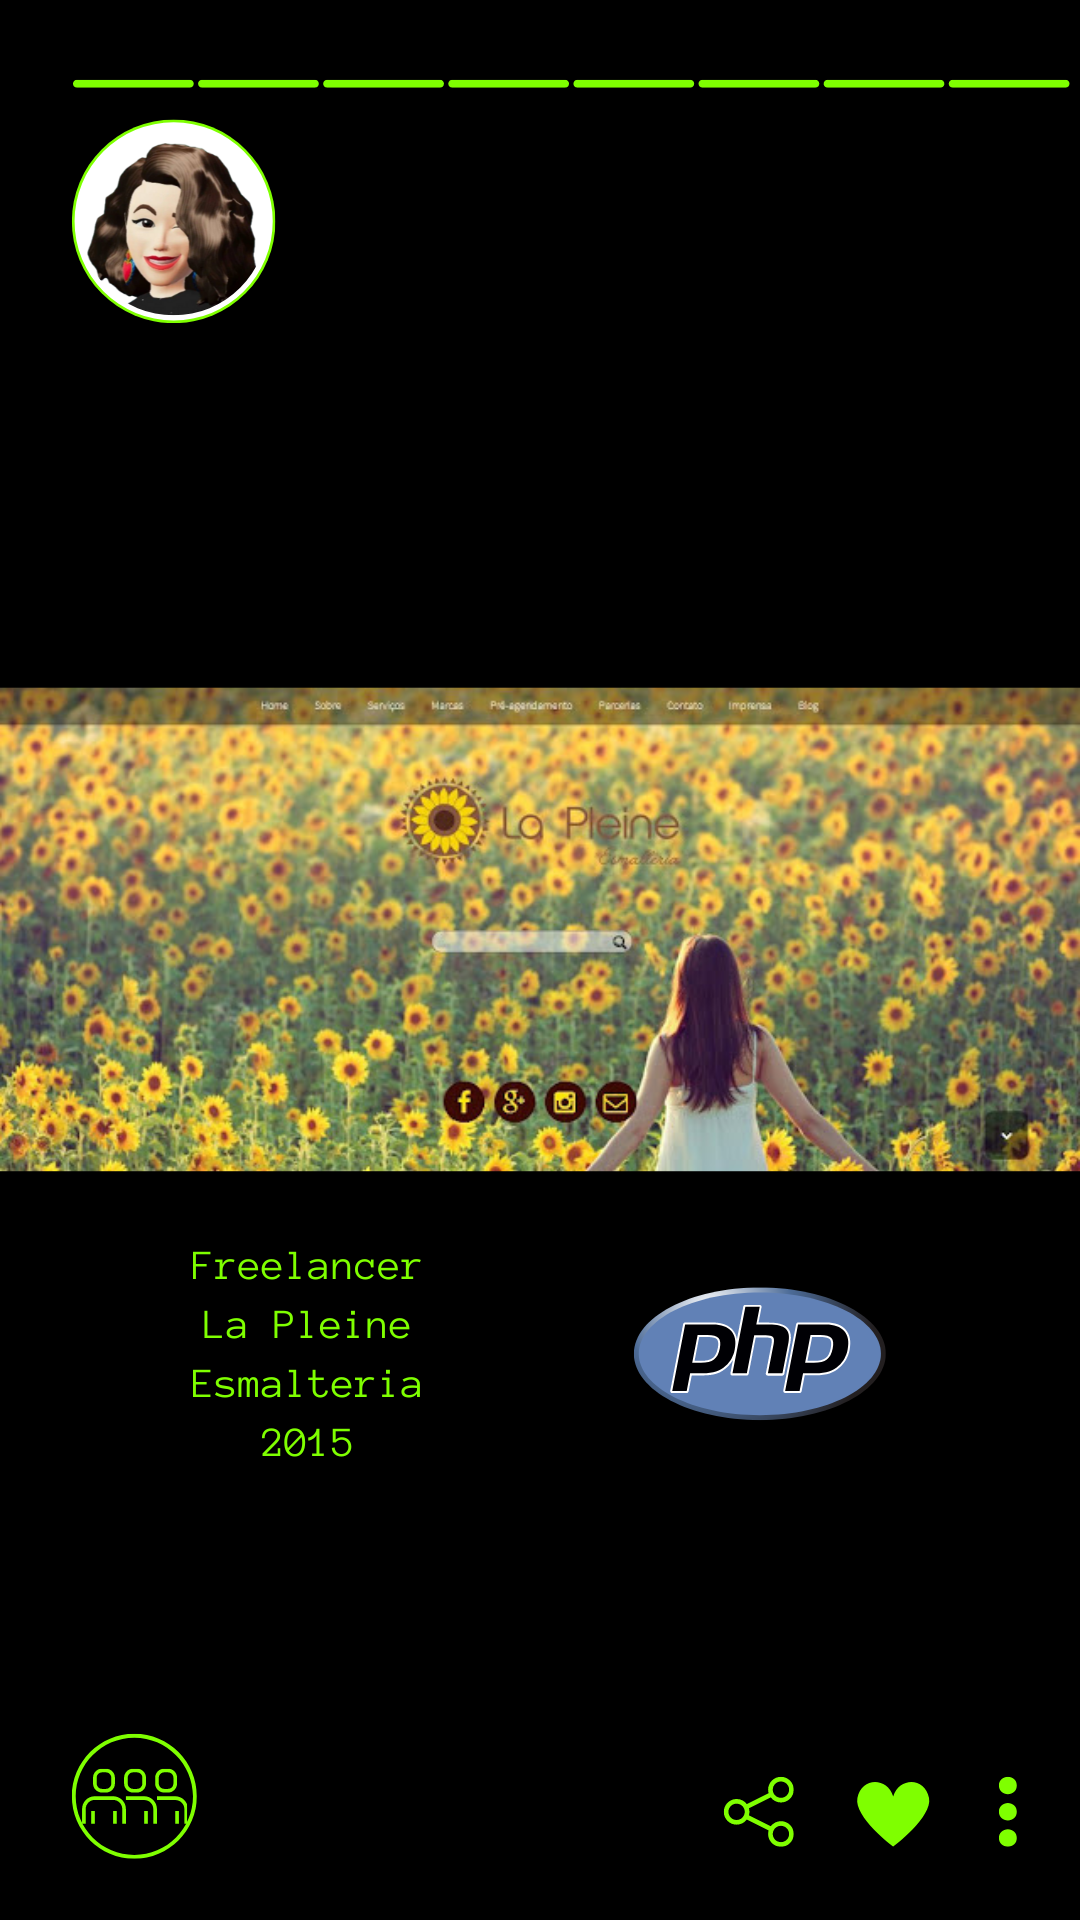 Home Sobre Serviços Marcas Pré-agendamento Parcerias Contato Imprensa Blog
La Pleine
Esmalteria
f g+
Freelancer
La Pleine
Esmalteria
2015
php